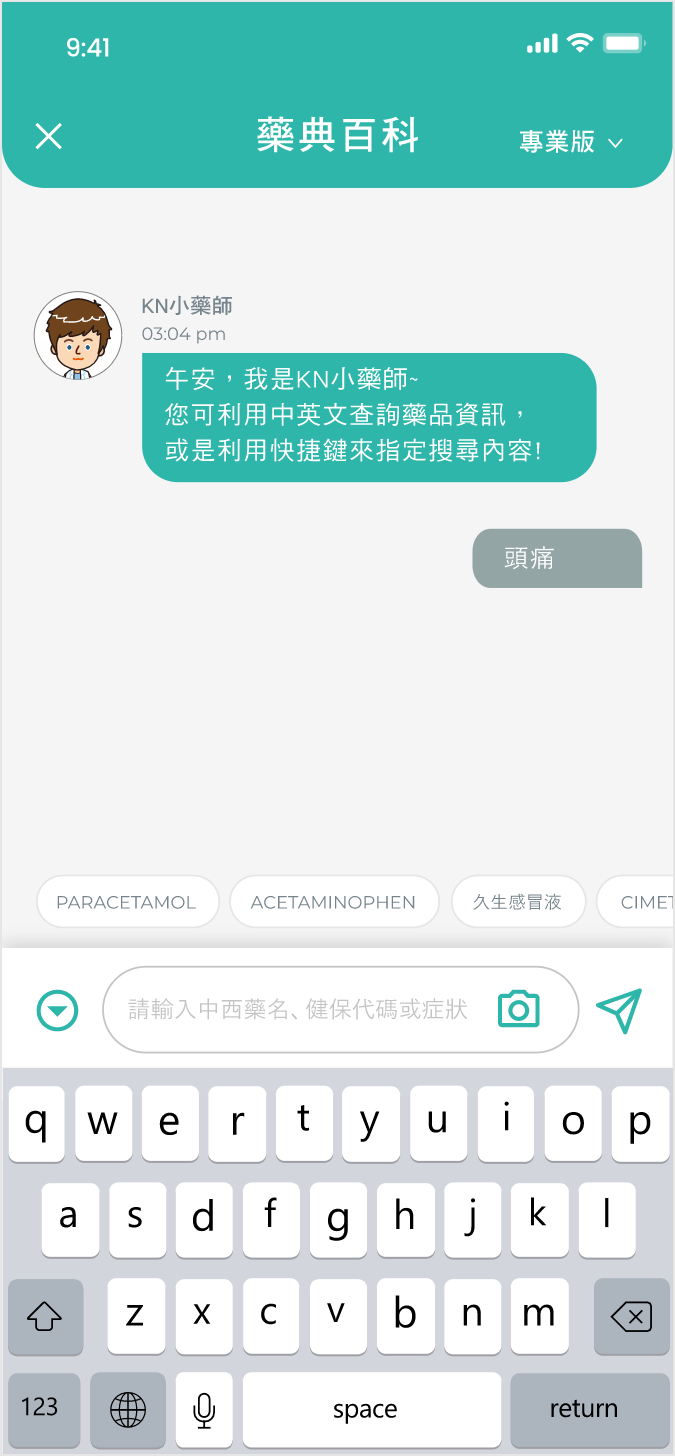 9:41
藥典百科
專業版
KN小藥師
03:04 pm
午安，我是KN小藥師~
您可利用中英文查詢藥品資訊，
或是利用快捷鍵來指定搜尋內容!
頭痛
PARACETAMOL
ACETAMINOPHEN
久生感冒液
CIMET
請輸入中西藥名、健保代碼或症狀
q w e r t y u i o p
a s d f g h j k l
z x c v b n m
123 space return